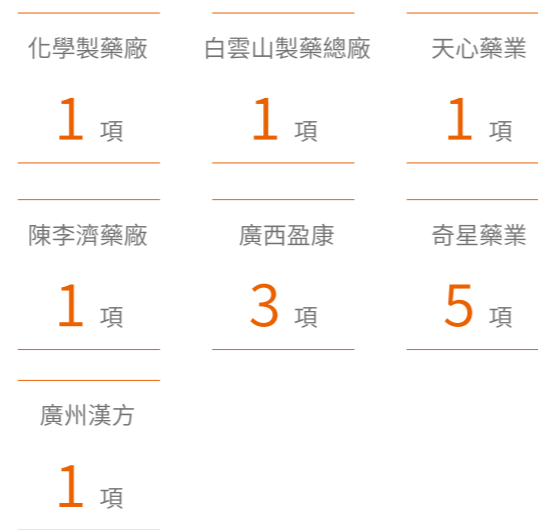 化學製藥廠
1 項
白雲山製藥總廠
1 項
天心藥業
1 項
陳李濟藥廠
1 項
廣西盈康
3 項
奇星藥業
5 項
廣州漢方
1 項